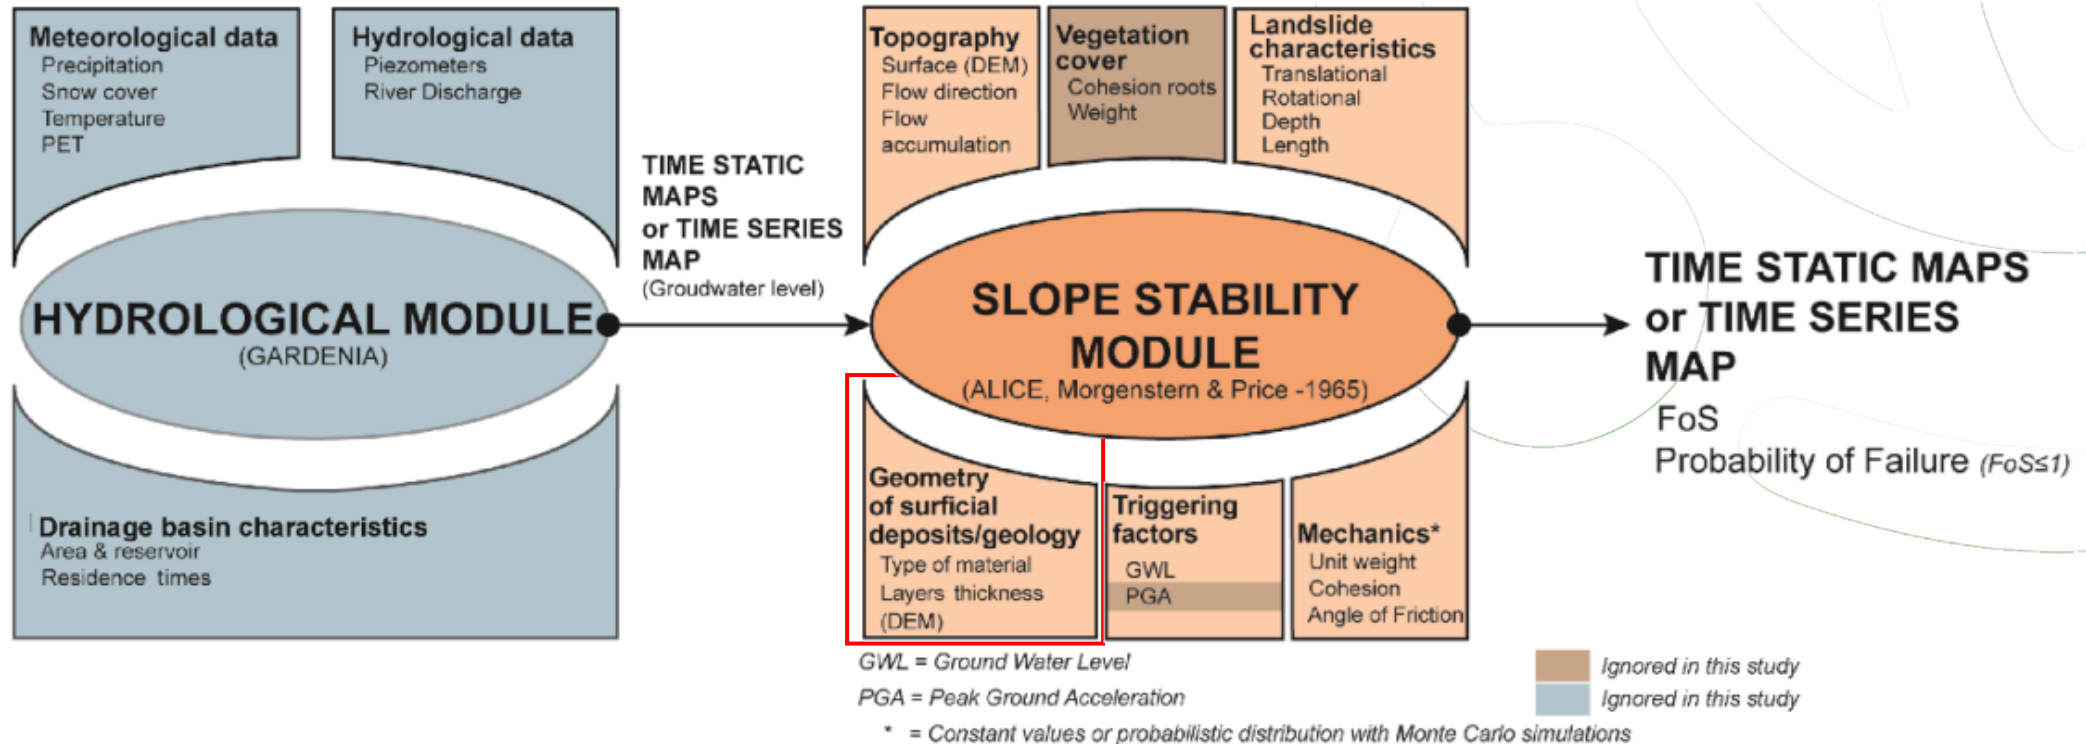 Meteorological data
Precipitation
Snow cover
Temperature
PET
Hydrological data
Piezometers
River Discharge
HYDROLOGICAL MODULE
(GARDENIA)
Drainage basin characteristics
Area & reservoir
Residence times
TIME STATIC
MAPS
or TIME SERIES
MAP
(Groudwater level)
Topography
Surface (DEM)
Flow direction
Flow
accumulation
Vegetation
cover
Cohesion roots
Weight
Landslide
characteristics
Translational
Rotational
Depth
Length
SLOPE STABILITY
MODULE
(ALICE, Morgenstern & Price -1965)
Geometry
of surficial
deposits/geology
Type of material
Layers thickness
(DEM)
Triggering
factors
GWL
PGA
Mechanics*
Unit weight
Cohesion
Angle of Friction
TIME STATIC MAPS
or TIME SERIES
MAP
FoS
Probability of Failure (FoS≤1)
GWL = Ground Water Level
PGA = Peak Ground Acceleration
* = Constant values or probabilistic distribution with Monte Carlo simulations
Ignored in this study
Ignored in this study